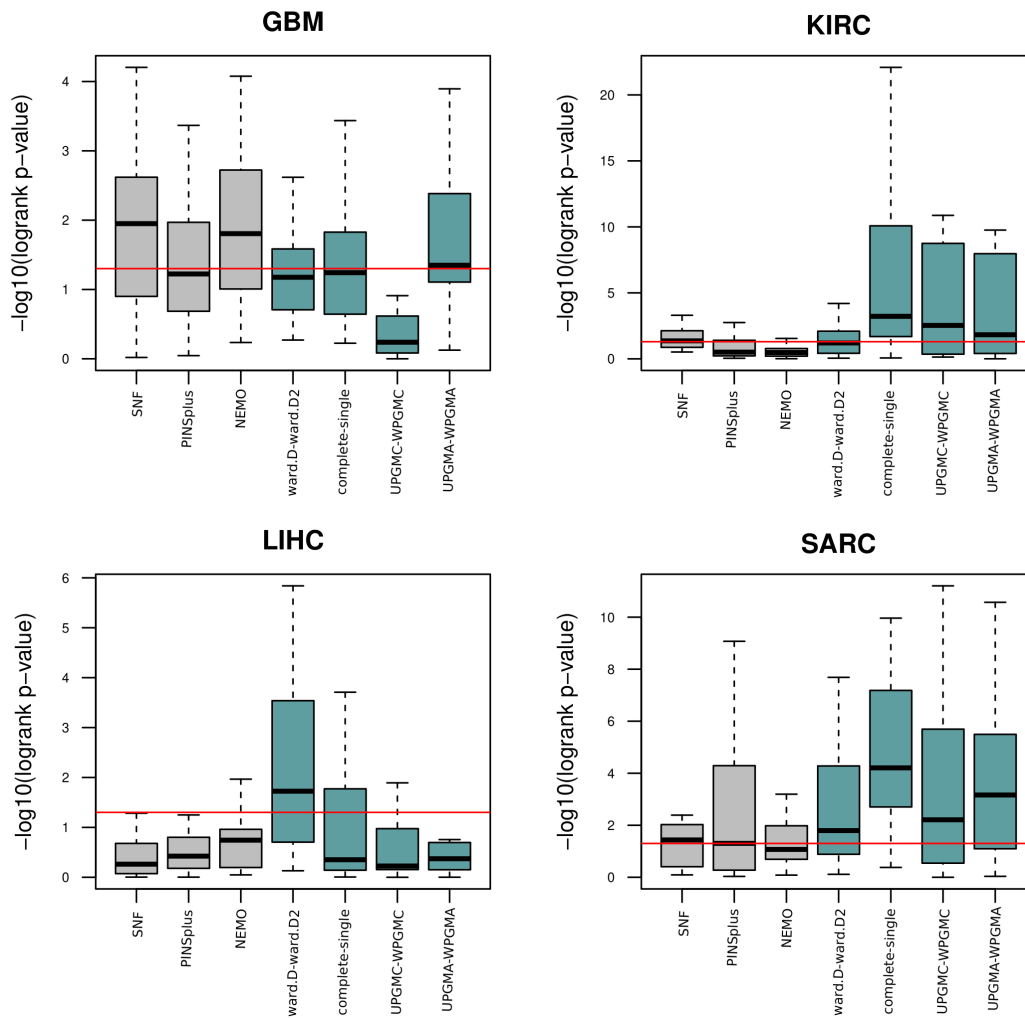 GBM
−log10(logrank p−value)
4
3
2
1
0
SNF
PINSplus
NEMO
ward.D-ward.D2
complete-single
UPGMC-WPGMC
UPGMA-WPGMA
KIRC
−log10(logrank p−value)
20
15
10
5
0
SNF
PINSplus
NEMO
ward.D-ward.D2
complete-single
UPGMC-WPGMC
UPGMA-WPGMA
LIHC
−log10(logrank p−value)
6
5
4
3
2
1
0
SNF
PINSplus
NEMO
ward.D-ward.D2
complete-single
UPGMC-WPGMC
UPGMA-WPGMA
SARC
−log10(logrank p−value)
10
8
6
4
2
0
SNF
PINSplus
NEMO
ward.D-ward.D2
complete-single
UPGMC-WPGMC
UPGMA-WPGMA